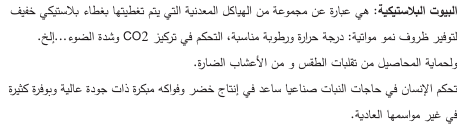 البيوت البلاستيكية: هي عبارة عن مجموعة من الهياكل المعدنية التي يتم تغطيتها بغطاء بلاستيكي خفيف
لتوفير ظروف نمو مواتية: درجة حرارة ورطوبة مناسبة، التحكم في تركيز CO2 وشدة الضوء...إلخ.
ولحماية المحاصيل من تقلبات الطقس و من الأعشاب الضارة.
تحكم الإنسان في حاجات النبات صناعيا ساعد في إنتاج خضر وفواكه مبكرة ذات جودة عالية وبوفرة كثيرة
في غير مواسمها العادية.